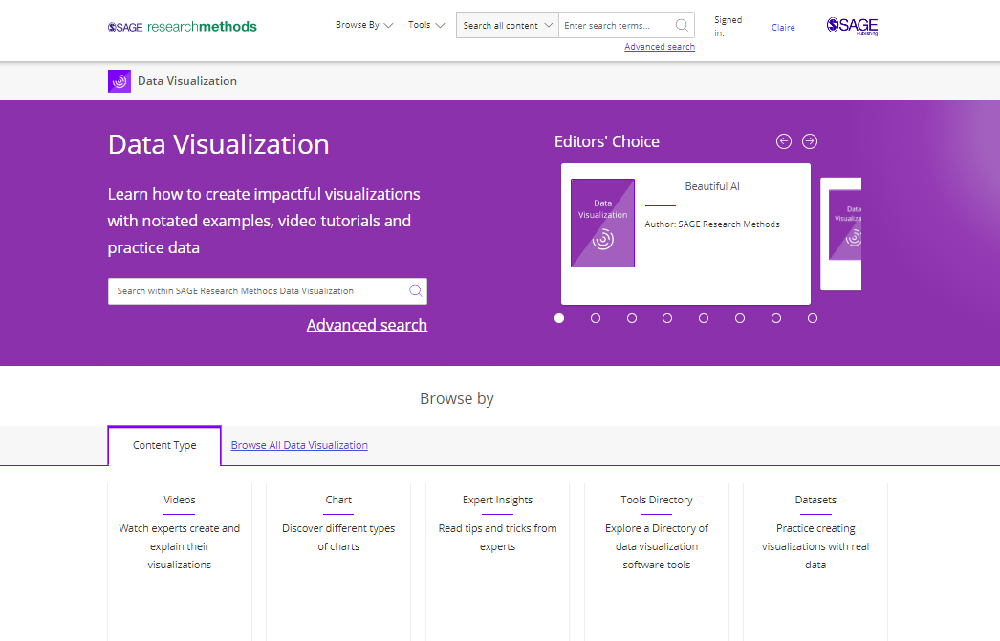 SAGE researchmethods
Browse By
Tools
Search all content
Enter search terms...
Advanced search
Signed
in:
Claire
SAGE
Publishing
Data Visualization
Data Visualization
Learn how to create impactful visualizations
with notated examples, video tutorials and
practice data
Search within SAGE Research Methods Data Visualization
Advanced search
Editors' Choice
Data
Visualization
Beautiful AI
Author: SAGE Research Methods
Data
Visualiza
Browse by
Content Type
Browse All Data Visualization
Videos
Watch experts create and
explain their
visualizations
Chart
Discover different types
of charts
Expert Insights
Read tips and tricks from
experts
Tools Directory
Explore a Directory of
data visualization
software tools
Datasets
Practice creating
visualizations with real
data